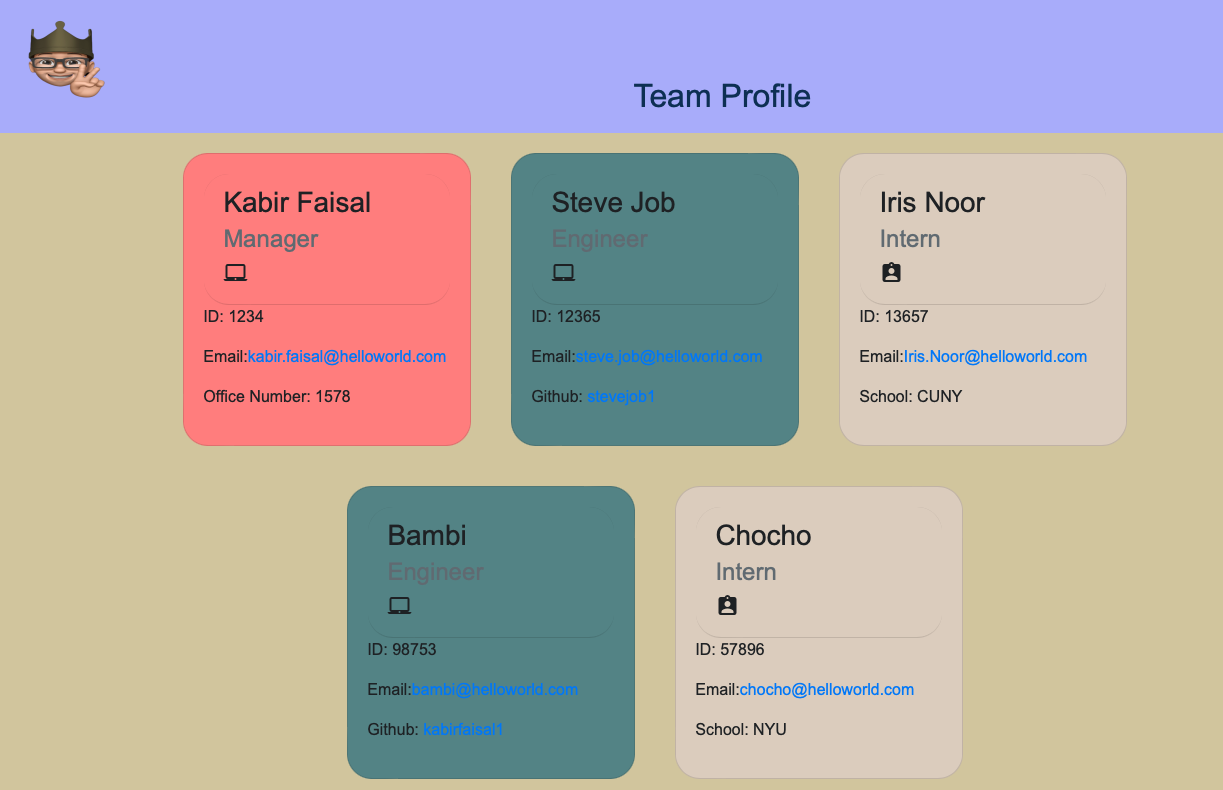 Team Profile
Kabir Faisal
Manager
ID: 1234
Email:kabir.faisal@helloworld.com
Office Number: 1578
Steve Job
Engineer
ID: 12365
Email:steve.job@helloworld.com
Github: stevejob1
Iris Noor
Intern
ID: 13657
Email:Iris.Noor@helloworld.com
School: CUNY
Bambi
Engineer
ID: 98753
Email:bambi@helloworld.com
Github: kabirfaisal1
Chocho
Intern
ID: 57896
Email:chocho@helloworld.com
School: NYU